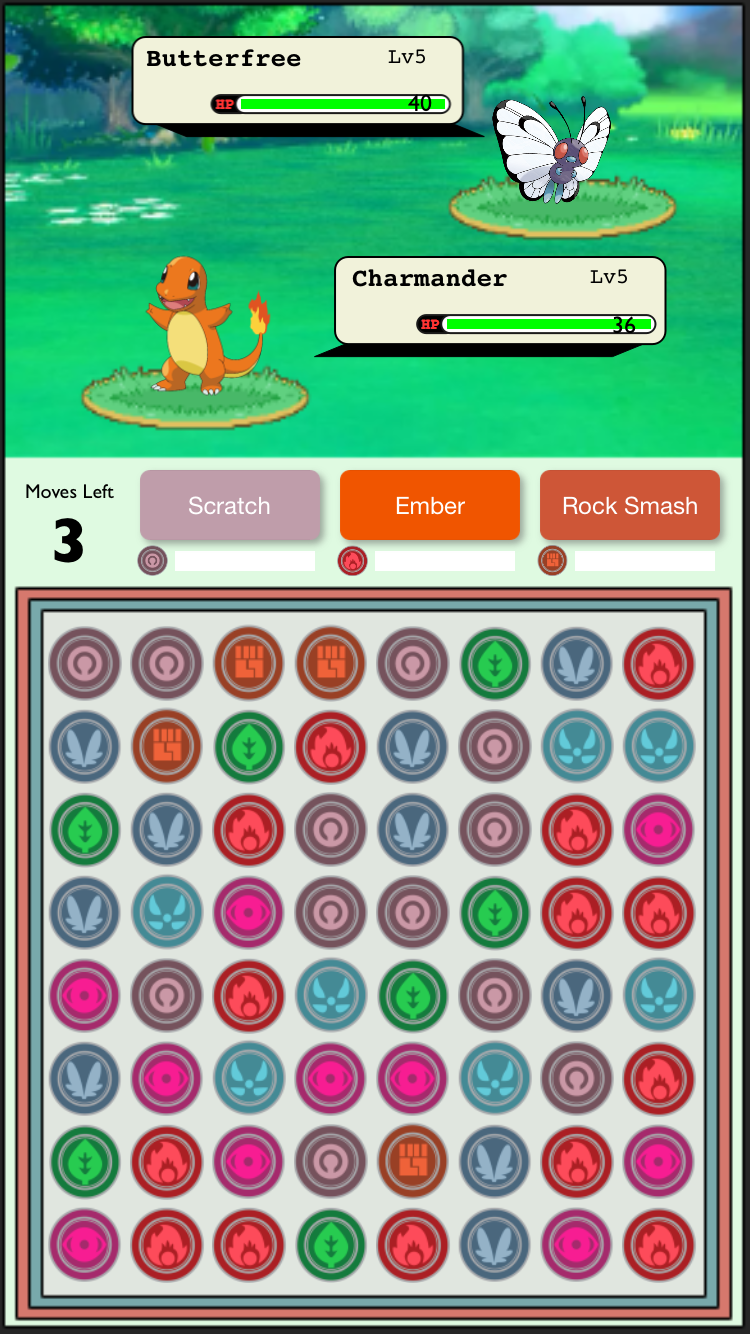 Butterfree Lv5
HP 40
Charmander Lv5
HP 36
Moves Left
3
Scratch
Ember
Rock Smash